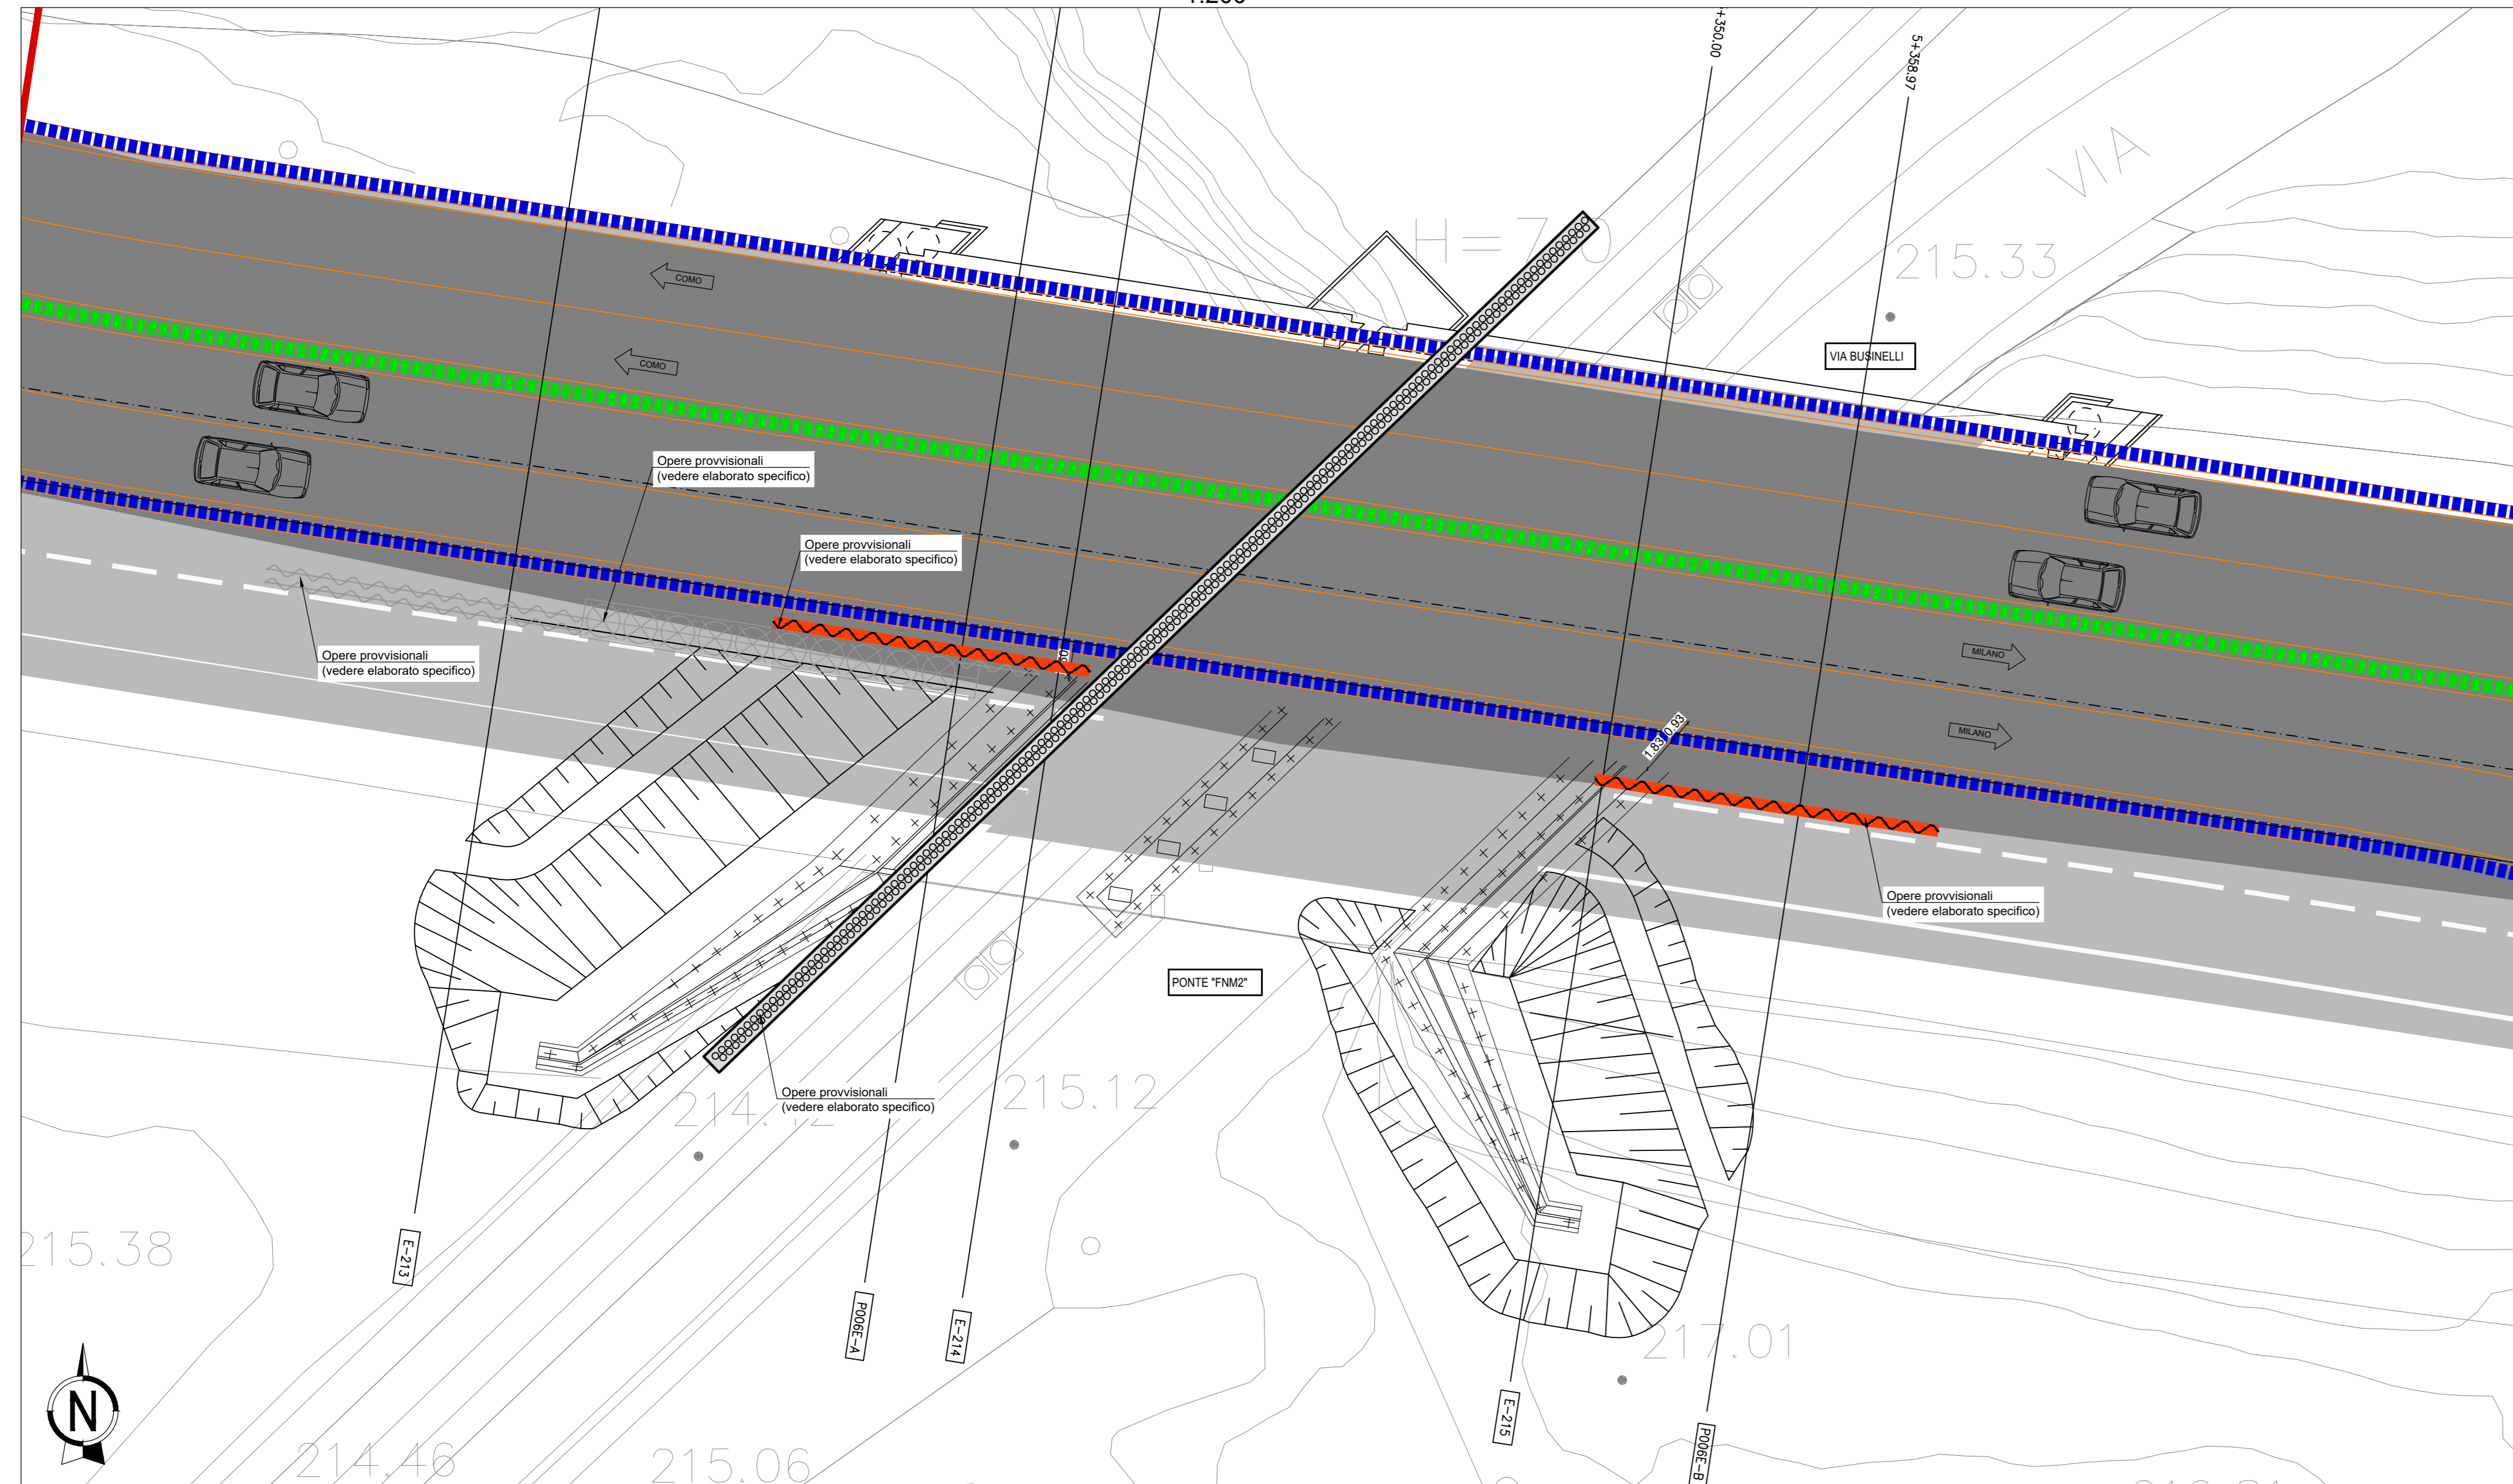 5+358.97
VIA
H=7.0
215.33
COMO
VIA BUSINELLI
COMO
Opere provvisionali
(vedere elaborato specifico)
Opere provvisionali
(vedere elaborato specifico)
Opere provvisionali
(vedere elaborato specifico)
MILANO
1.83
0.93
MILANO
Opere provvisionali
(vedere elaborato specifico)
PONTE "FNM2"
Opere provvisionali
(vedere elaborato specifico)
215.12
215.38
E-213
P006E-A
E-214
217.01
E-215
P006E-B
N
214.46
215.06